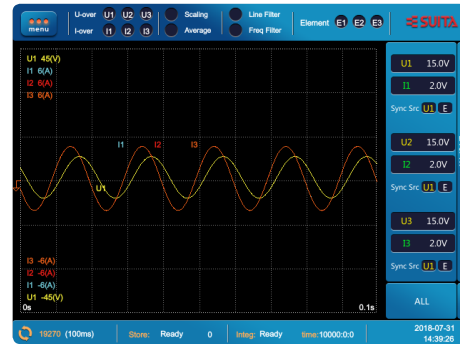 menu
U-over U1 U2 U3
I-over I1 I2 I3
Scaling
Average
Line Filter
Freq Filter
Element E1 E2 E3
SUITA
U1 45(V)
I1 6(A)
I2 6(A)
I3 6(A)
I1 I2 I3
U1
I3 -6(A)
I2 -6(A)
I1 -6(A)
U1 -45(V)
0s 0.1s
U1 15.0V
I1 2.0V
Sync Src U1 E
U2 15.0V
I2 2.0V
Sync Src U1 E
U3 15.0V
I3 2.0V
Sync Src U1 E
ALL
19270 (100ms) Store: Ready 0 Integ: Ready time:10000:0:0
2018-07-31
14:39:26